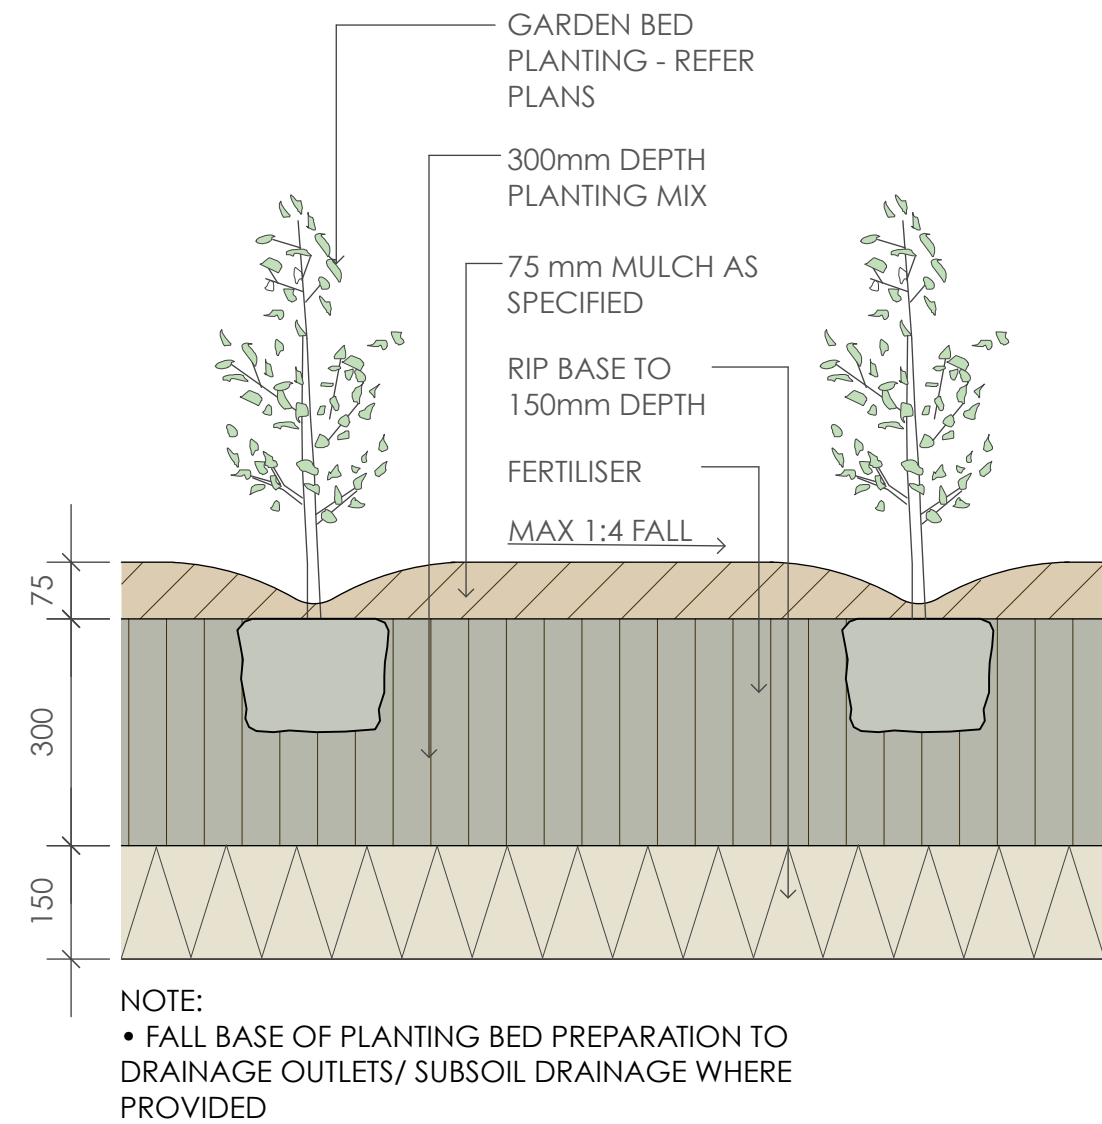 GARDEN BED
PLANTING - REFER
PLANS
300mm DEPTH
PLANTING MIX
75 mm MULCH AS
SPECIFIED
RIP BASE TO
150mm DEPTH
FERTILISER
MAX 1:4 FALL
75
300
150
NOTE:
• FALL BASE OF PLANTING BED PREPARATION TO
DRAINAGE OUTLETS/ SUBSOIL DRAINAGE WHERE
PROVIDED